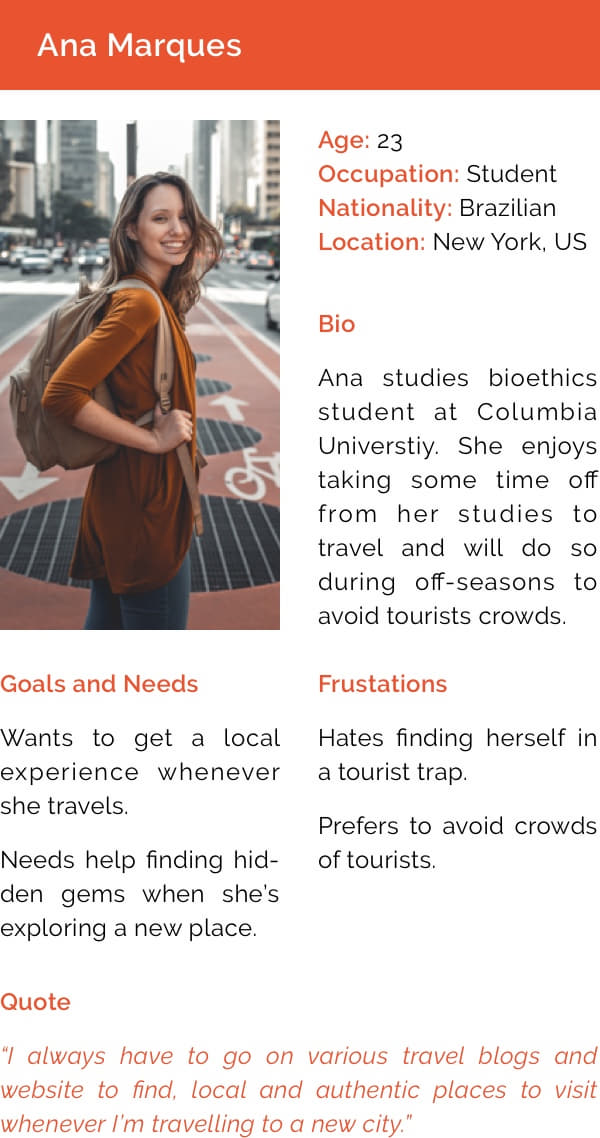 Ana Marques
Age: 23
Occupation: Student
Nationality: Brazilian
Location: New York, US
Bio
Ana studies bioethics
student at Columbia
Universtiy. She enjoys
taking some time off
from her studies to
travel and will do so
during off-seasons to
avoid tourists crowds.
Goals and Needs
Wants to get a local
experience whenever
she travels.
Needs help finding hid-
den gems when she's
exploring a new place.
Frustations
Hates finding herself in
a tourist trap.
Prefers to avoid crowds
of tourists.
Quote
“I always have to go on various travel blogs and
website to find, local and authentic places to visit
whenever I'm travelling to a new city.”